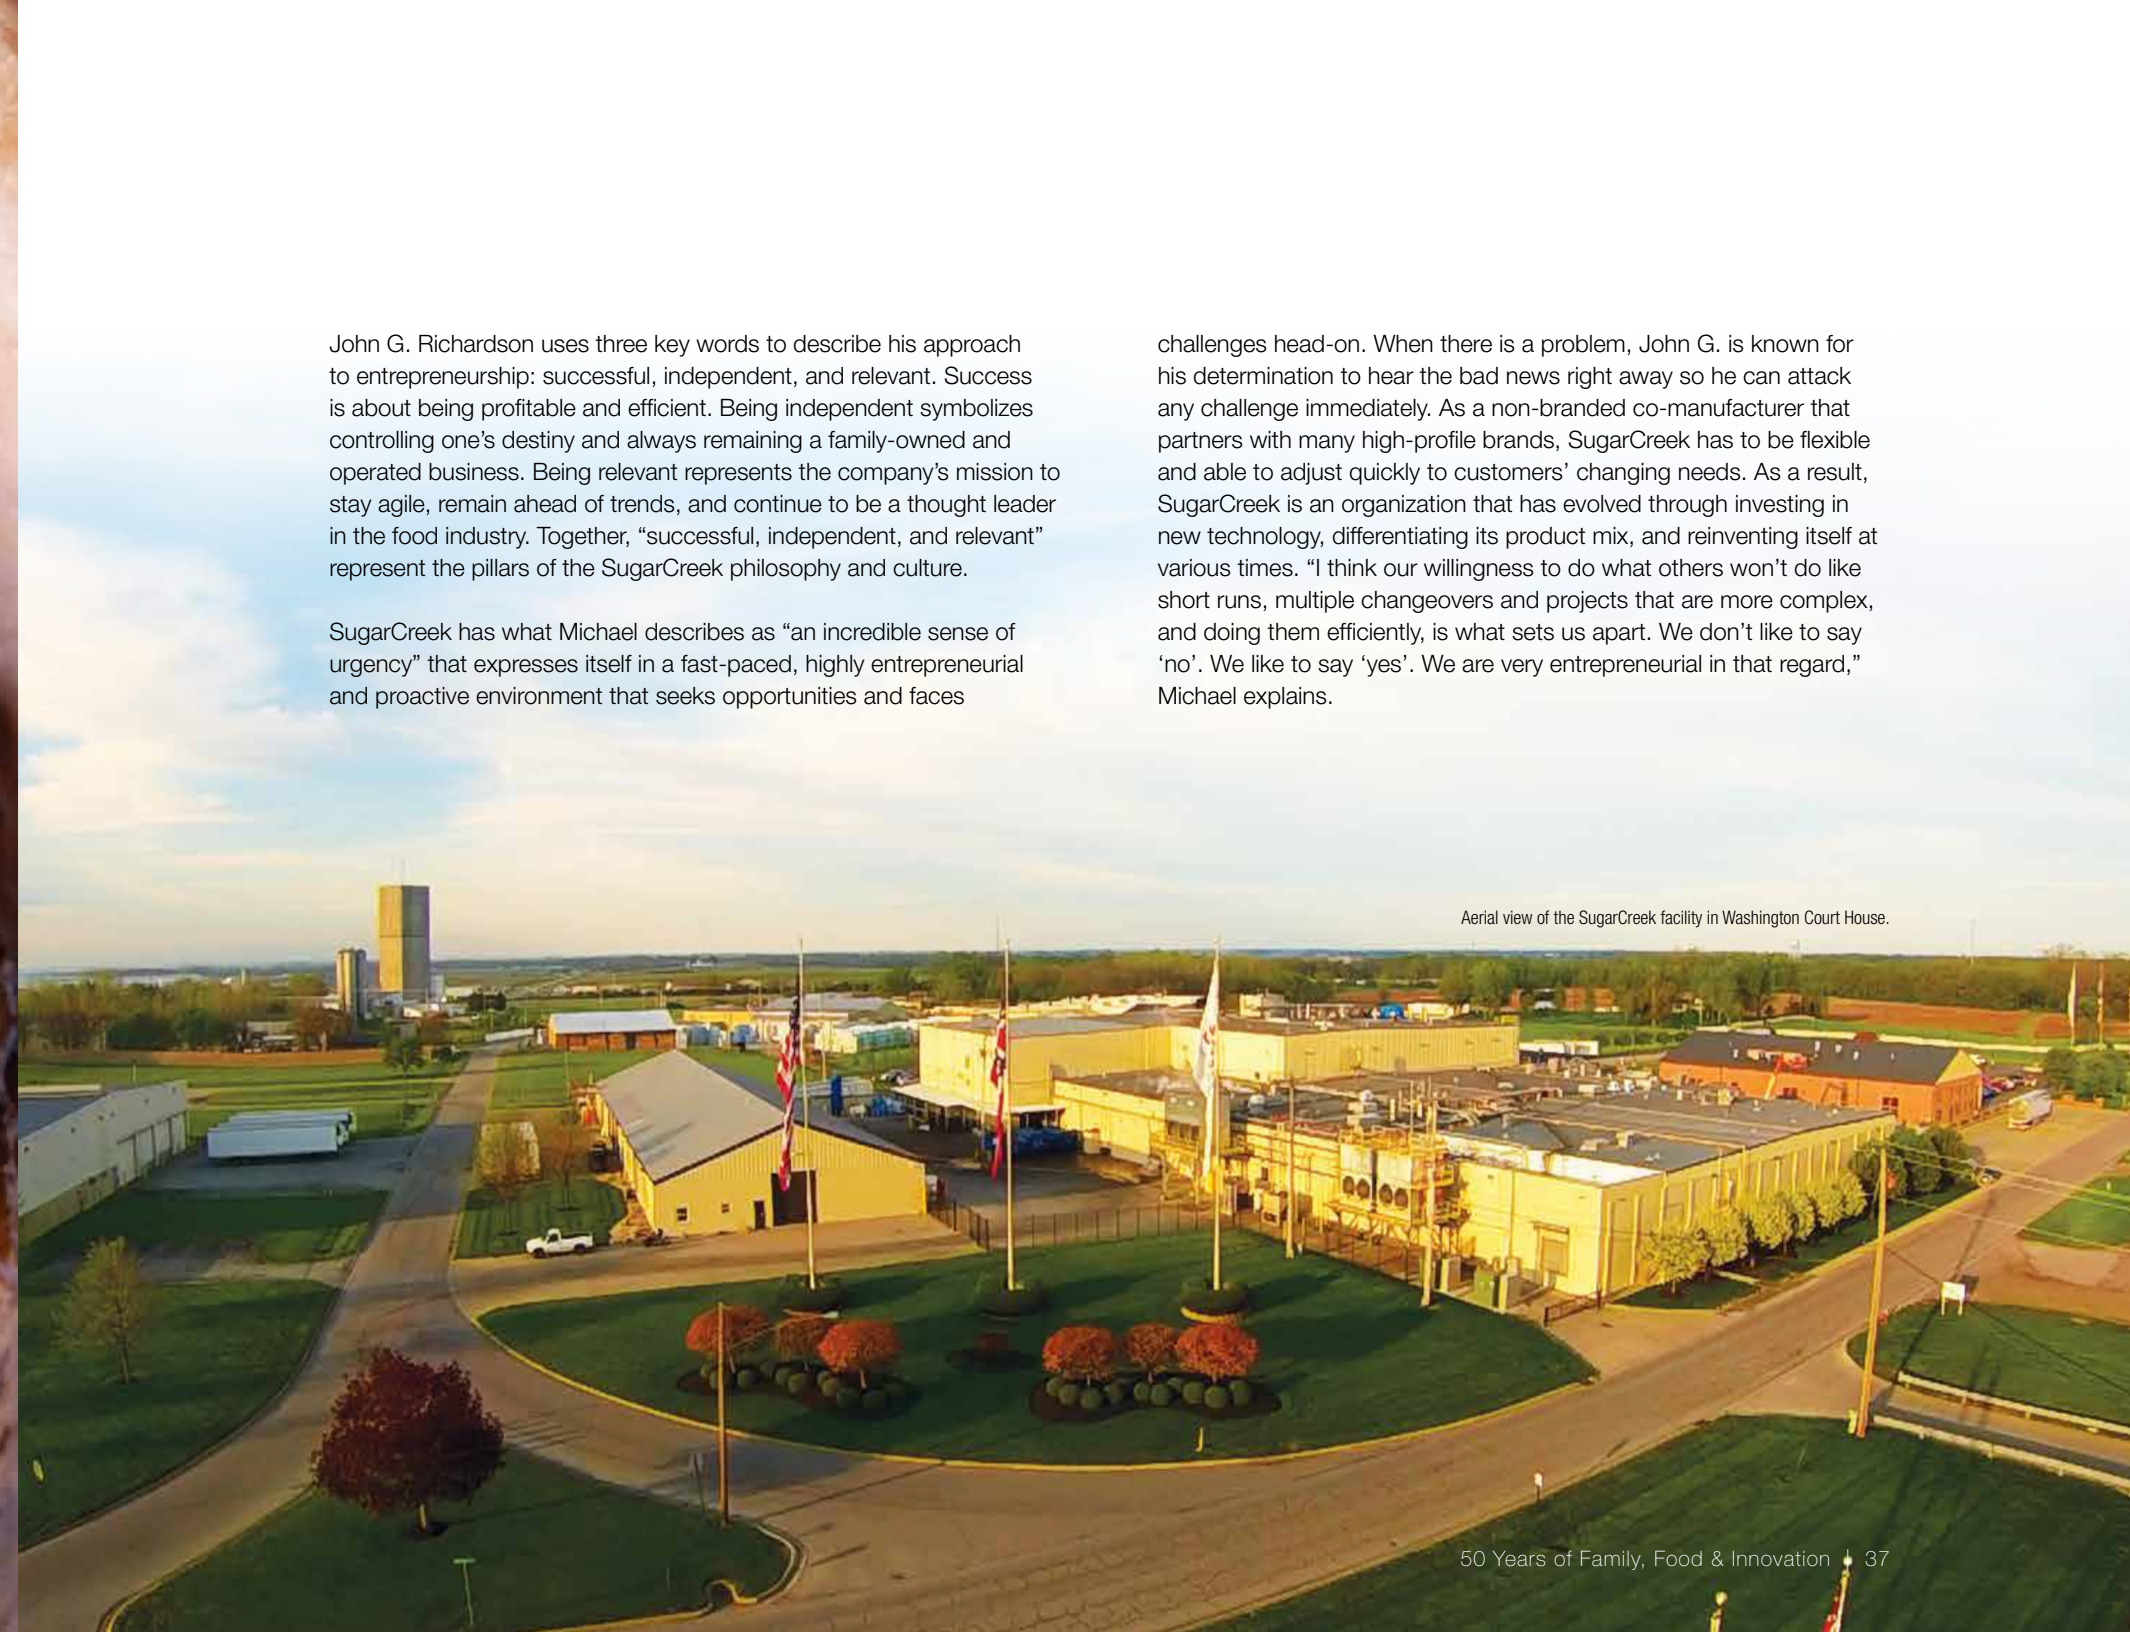 John G. Richardson uses three key words to describe his approach
to entrepreneurship: successful, independent, and relevant. Success
is about being profitable and efficient. Being independent symbolizes
controlling one’s destiny and always remaining a family-owned and
operated business. Being relevant represents the company’s mission to
stay agile, remain ahead of trends, and continue to be a thought leader
in the food industry. Together, “successful, independent, and relevant”
represent the pillars of the SugarCreek philosophy and culture.
SugarCreek has what Michael describes as “an incredible sense of
urgency” that expresses itself in a fast-paced, highly entrepreneurial
and proactive environment that seeks opportunities and faces
challenges head-on. When there is a problem, John G. is known for
his determination to hear the bad news right away so he can attack
any challenge immediately. As a non-branded co-manufacturer that
partners with many high-profile brands, SugarCreek has to be flexible
and able to adjust quickly to customers’ changing needs. As a result,
SugarCreek is an organization that has evolved through investing in
new technology, differentiating its product mix, and reinventing itself at
various times. “I think our willingness to do what others won’t do like
short runs, multiple changeovers and projects that are more complex,
and doing them efficiently, is what sets us apart. We don’t like to say
‘no’. We like to say ‘yes’. We are very entrepreneurial in that regard,”
Michael explains.
Aerial view of the SugarCreek facility in Washington Court House.
50 Years of Family, Food & Innovation | 37